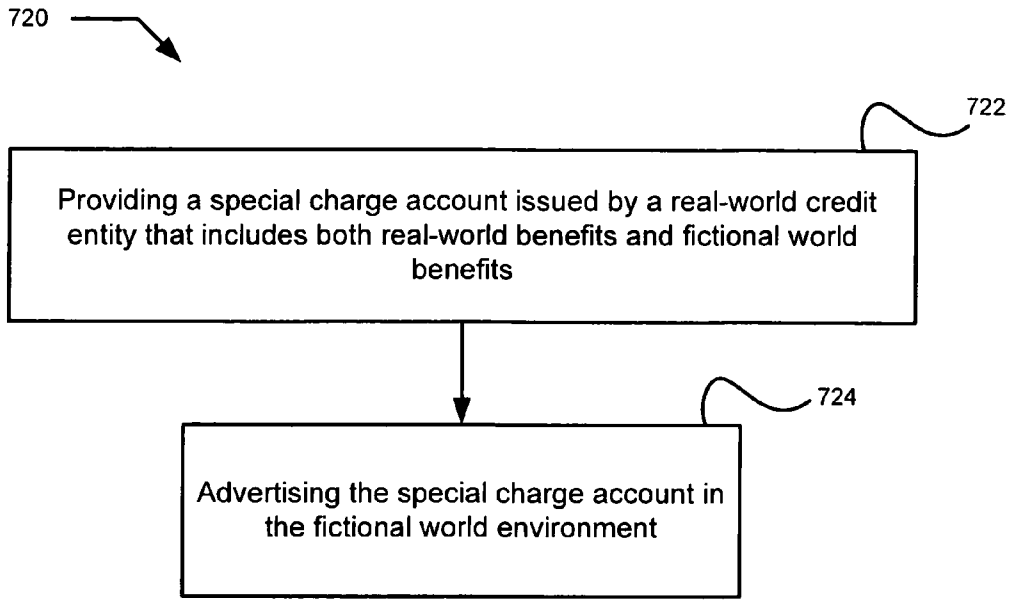 720
722
Providing a special charge account issued by a real-world credit
entity that includes both real-world benefits and fictional world
benefits
724
Advertising the special charge account in
the fictional world environment